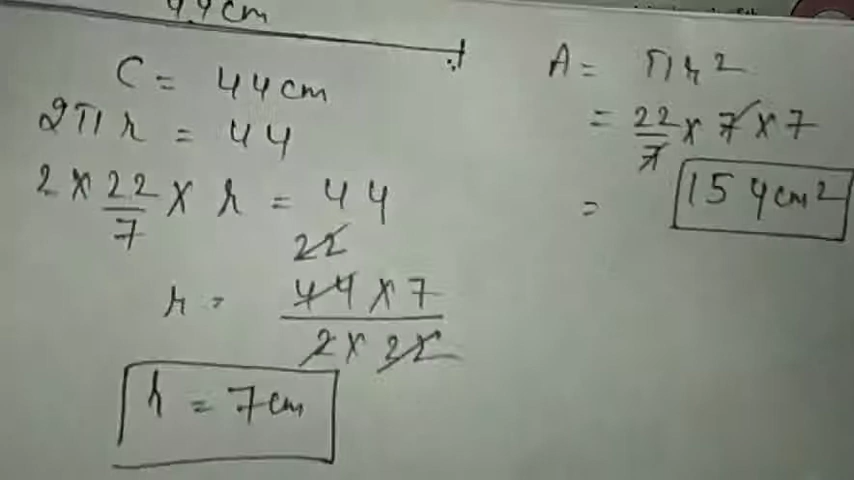 44cm
C = 44cm
2πr = 44
2 × 22/7 × r = 44
22
r = 44 × 7 / 2 × 22
r = 7cm
A = πr2
= 22/7 × 7 × 7
= 154cm2